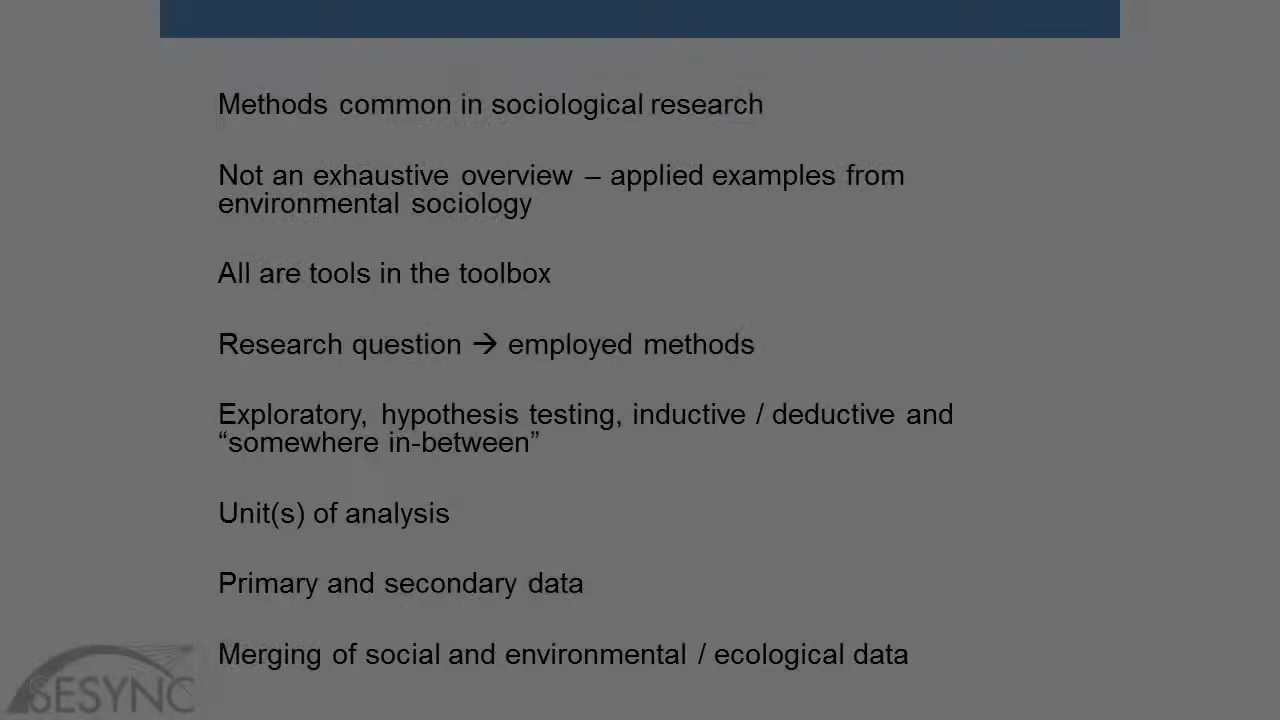 Methods common in sociological research
Not an exhaustive overview – applied examples from
environmental sociology
All are tools in the toolbox
Research question → employed methods
Exploratory, hypothesis testing, inductive / deductive and
“somewhere in-between”
Unit(s) of analysis
Primary and secondary data
Merging of social and environmental / ecological data
SESYNC